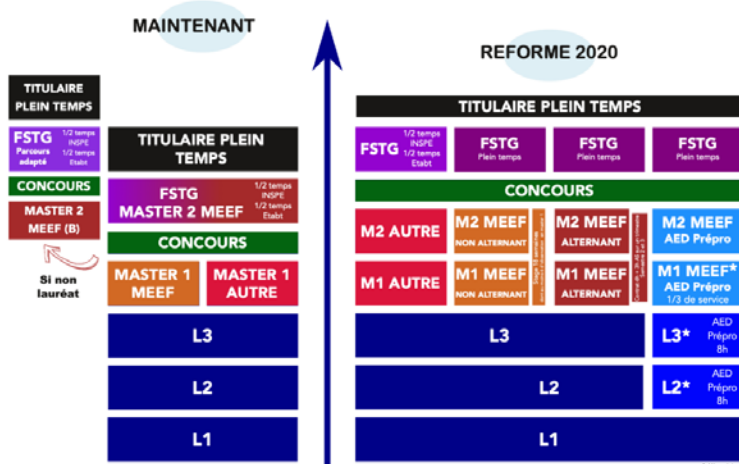 MAINTENANT
TITULAIRE
PLEIN TEMPS
FSTG
Parcours
adapté
1/2 temps
INSPE
1/2 temps
Etabt
CONCOURS
MASTER 2
MEEF (B)
Si non
lauréat
TITULAIRE PLEIN
TEMPS
FSTG
MASTER 2 MEEF
1/2 temps
INSPE
1/2 temps
Etabt
CONCOURS
MASTER 1
MEEF
MASTER 1
AUTRE
L3
L2
L1
REFORME 2020
TITULAIRE PLEIN TEMPS
FSTG
1/2 temps
INSPE
1/2 temps
Etabt
FSTG
Plein temps
FSTG
Plein temps
FSTG
Plein temps
CONCOURS
M2 AUTRE
M2 MEEF
NON ALTERNANT
M2 MEEF
ALTERNANT
M2 MEEF
AED Prépro
M1 AUTRE
M1 MEEF
NON ALTERNANT
Stage 18 semaines
M1 MEEF
ALTERNANT
M1 MEEF*
AED Prépro
1/3 de service
L3
L3*
AED
Prépro
8h
L2
L2*
AED
Prépro
8h
L1